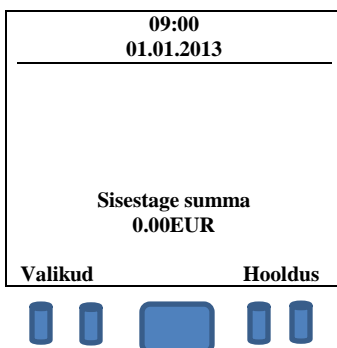 09:00
01.01.2013
Sisestage summa
0.00EUR
Valikud Hooldus